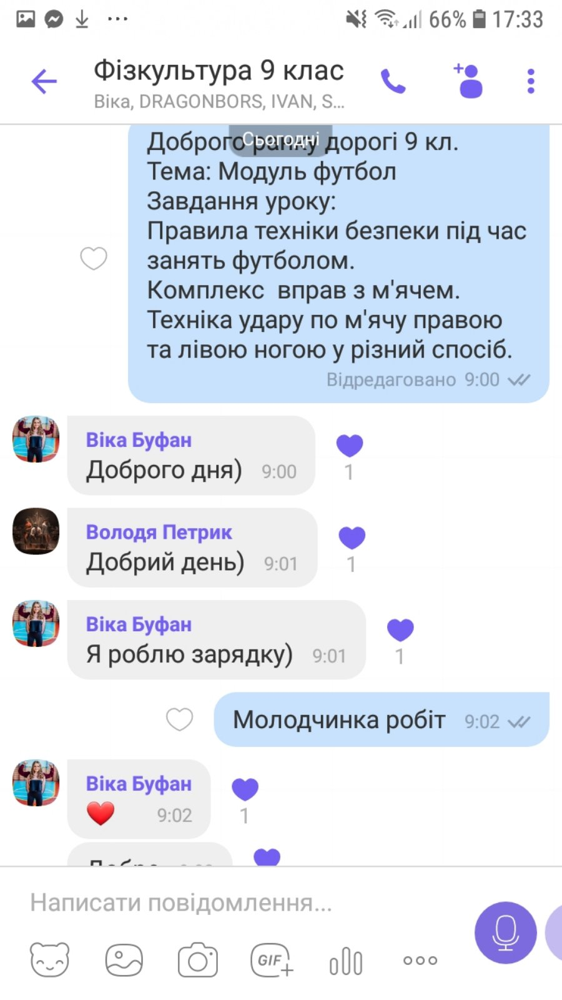 66% 17:33
Фізкультура 9 клас
Віка, DRAGONBORS, IVAN, S...
Сьогодні
Доброго ранку дорогі 9 кл.
Тема: Модуль футбол
Завдання уроку:
Правила техніки безпеки під час
занять футболом.
Комплекс вправ з м'ячем.
Техніка удару по м'ячу правою
та лівою ногою у різний спосіб.
Відредаговано 9:00
Віка Буфан
Доброго дня) 9:00
1
Володя Петрик
Добрий день) 9:01
1
Віка Буфан
Я роблю зарядку) 9:01
1
Молодчинка робіт 9:02
Віка Буфан
9:02
1
Написати повідомлення...
GIF